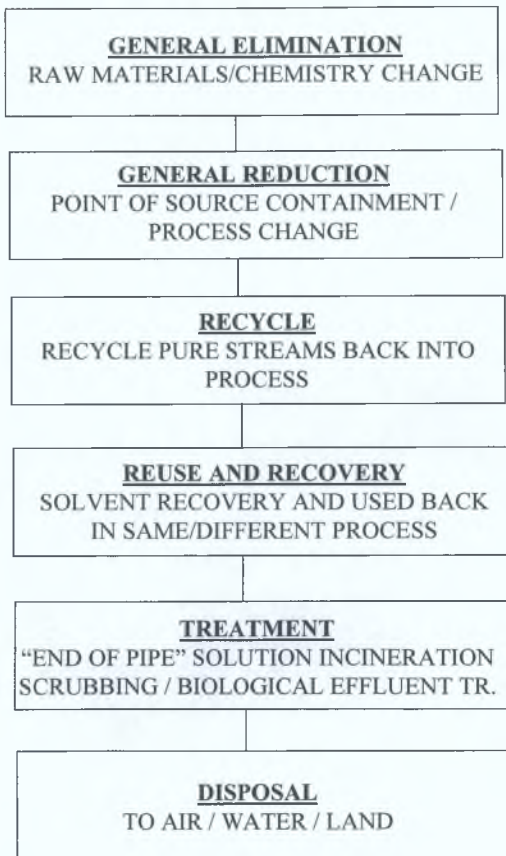 GENERAL ELIMINATION
RAW MATERIALS/CHEMISTRY CHANGE
GENERAL REDUCTION
POINT OF SOURCE CONTAINMENT /
PROCESS CHANGE
RECYCLE
RECYCLE PURE STREAMS BACK INTO
PROCESS
REUSE AND RECOVERY
SOLVENT RECOVERY AND USED BACK
IN SAME/DIFFERENT PROCESS
TREATMENT
“END OF PIPE” SOLUTION INCINERATION
SCRUBBING / BIOLOGICAL EFFLUENT TR.
DISPOSAL
TO AIR / WATER / LAND